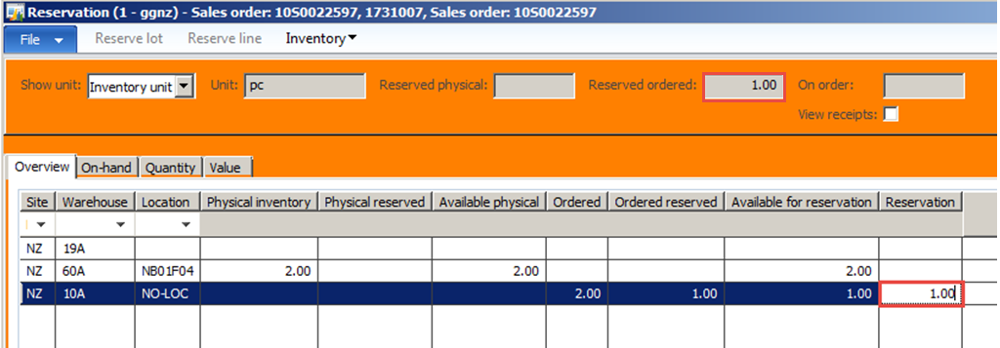 Reservation (1 - ggnz) - Sales order: 10S0022597, 1731007, Sales order: 10S0022597
File Reserve lot Reserve line Inventory
Show unit: Inventory unit Unit: pc Reserved physical: Reserved ordered: 1.00 On order:
View receipts:
Overview On-hand Quantity Value
Site Warehouse Location Physical inventory Physical reserved Available physical Ordered Ordered reserved Available for reservation Reservation
NZ 19A
NZ 60A NB01F04 2.00 2.00 2.00
NZ 10A NO-LOC 2.00 1.00 1.00 1.00